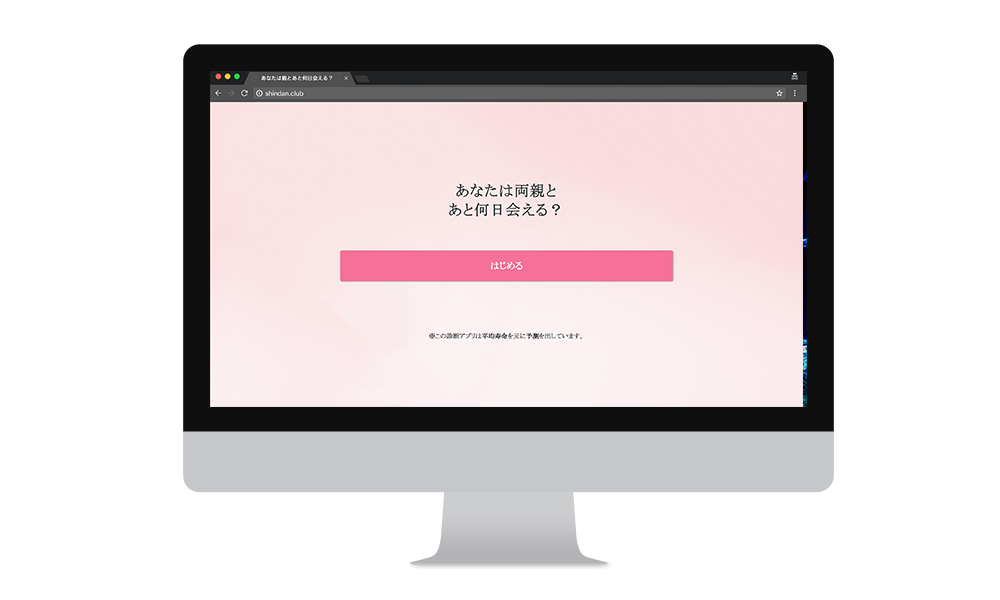 あなたは親とあと何日会える？
shindan.club
あなたは両親と
あと何日会える？
はじめる
※この診断アプリは平均寿命を元に予測を出しています。